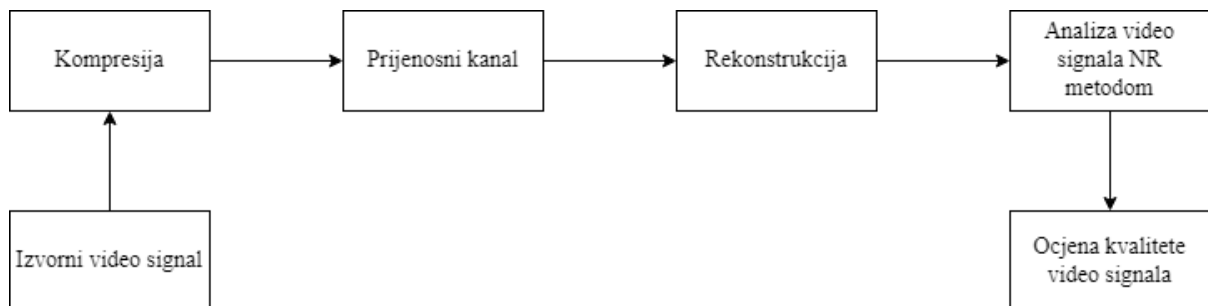 Kompresija
Prijenosni kanal
Rekonstrukcija
Analiza video
signala NR
metodom
Izvorni video signal
Ocjena kvalitete
video signala